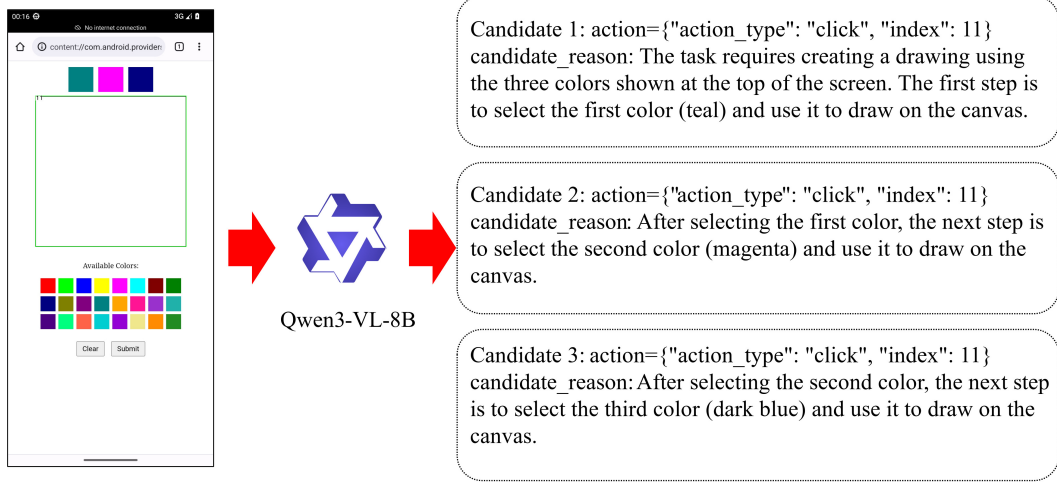 00:16
3G
No internet connection
content://com.android.providers
1
11
Available Colors:
Clear Submit
Qwen3-VL-8B
Candidate 1: action={"action_type": "click", "index": 11}
candidate_reason: The task requires creating a drawing using
the three colors shown at the top of the screen. The first step is
to select the first color (teal) and use it to draw on the canvas.
Candidate 2: action={"action_type": "click", "index": 11}
candidate_reason: After selecting the first color, the next step is
to select the second color (magenta) and use it to draw on the
canvas.
Candidate 3: action={"action_type": "click", "index": 11}
candidate_reason: After selecting the second color, the next step
is to select the third color (dark blue) and use it to draw on the
canvas.